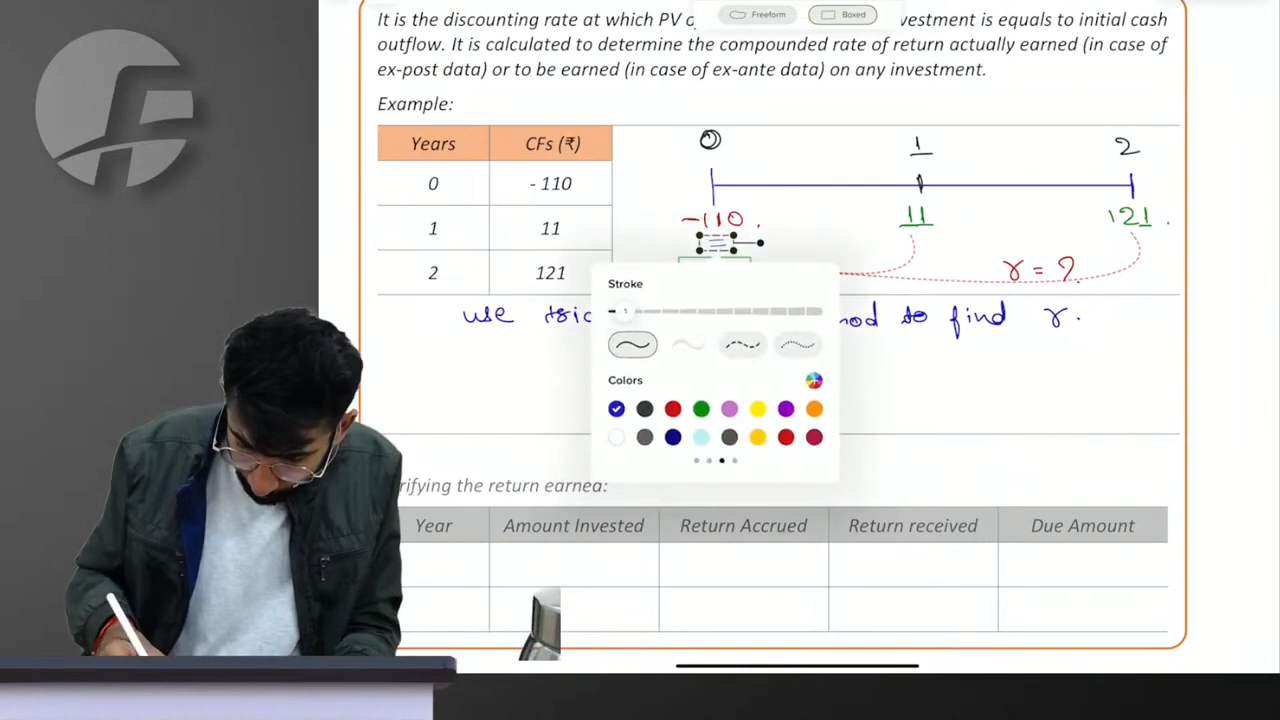 Freeform Boxed
It is the discounting rate at which PV o vestment is equals to initial cash
outflow. It is calculated to determine the compounded rate of return actually earned (in case of
ex-post data) or to be earned (in case of ex-ante data) on any investment.
Example:
Years CFs (₹)
0 - 110
1 11
2 121
0 1 2
-110. 11 121.
r = ?
use to find r.
Stroke
1
Colors
rifying the return earned:
Year Amount Invested Return Accrued Return received Due Amount